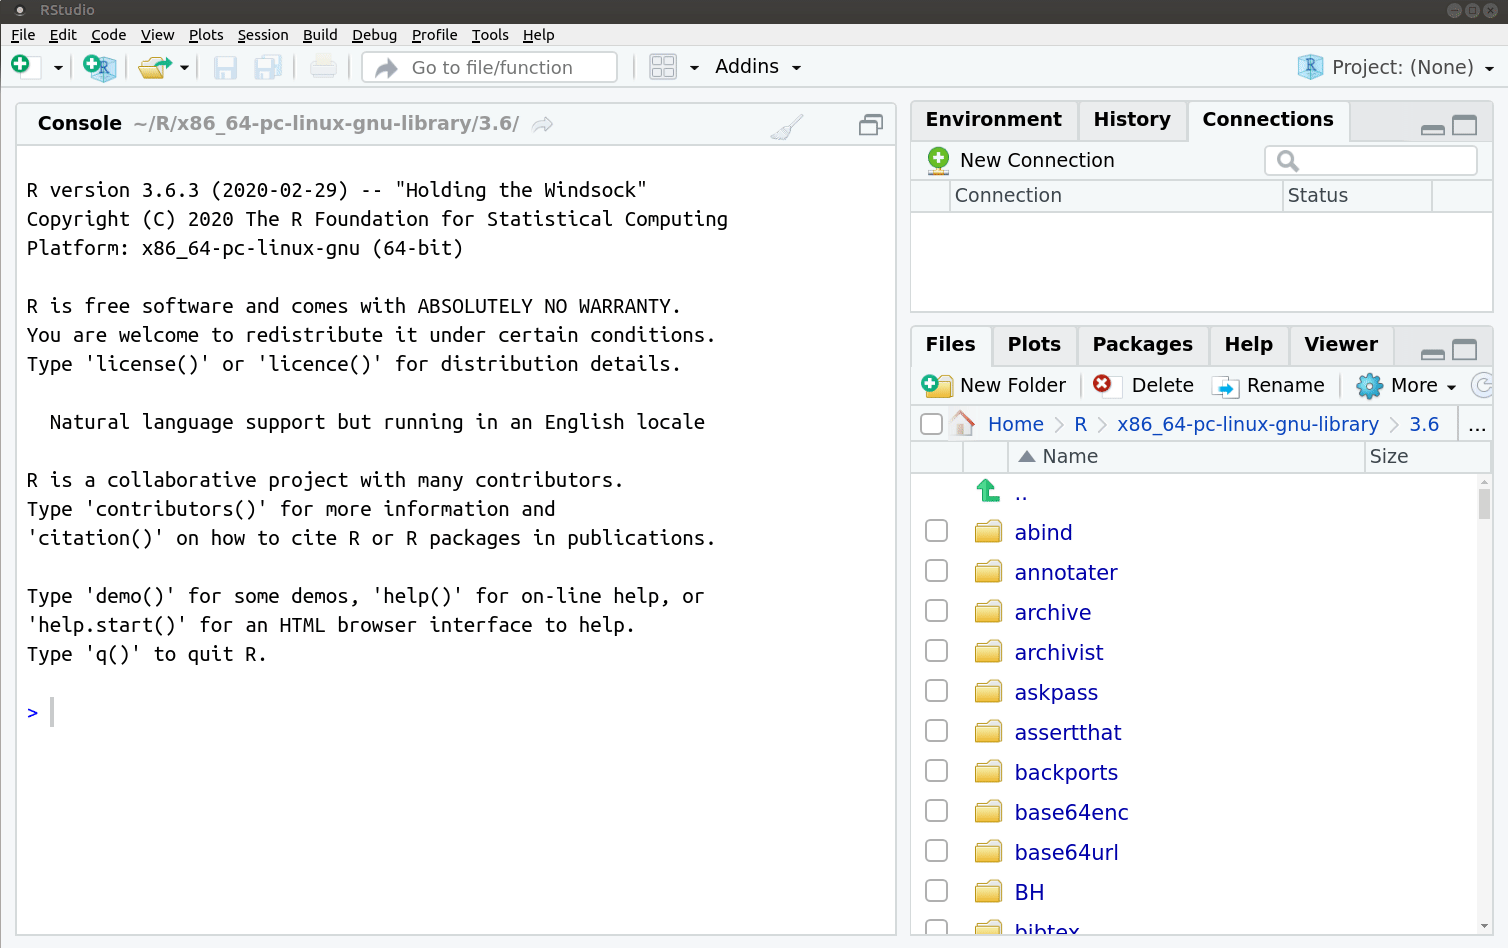 RStudio
File Edit Code View Plots Session Build Debug Profile Tools Help
Go to file/function Addins Project: (None)
Console ~/R/x86_64-pc-linux-gnu-library/3.6/
R version 3.6.3 (2020-02-29) -- "Holding the Windsock"
Copyright (C) 2020 The R Foundation for Statistical Computing
Platform: x86_64-pc-linux-gnu (64-bit)
R is free software and comes with ABSOLUTELY NO WARRANTY.
You are welcome to redistribute it under certain conditions.
Type 'license()' or 'licence()' for distribution details.
Natural language support but running in an English locale
R is a collaborative project with many contributors.
Type 'contributors()' for more information and
'citation()' on how to cite R or R packages in publications.
Type 'demo()' for some demos, 'help()' for on-line help, or
'help.start()' for an HTML browser interface to help.
Type 'q()' to quit R.
>
Environment History Connections
New Connection
Connection Status
Files Plots Packages Help Viewer
New Folder Delete Rename More
Home R x86_64-pc-linux-gnu-library 3.6 ...
Name Size
..
abind
annotater
archive
archivist
askpass
assertthat
backports
base64enc
base64url
BH
bibtex